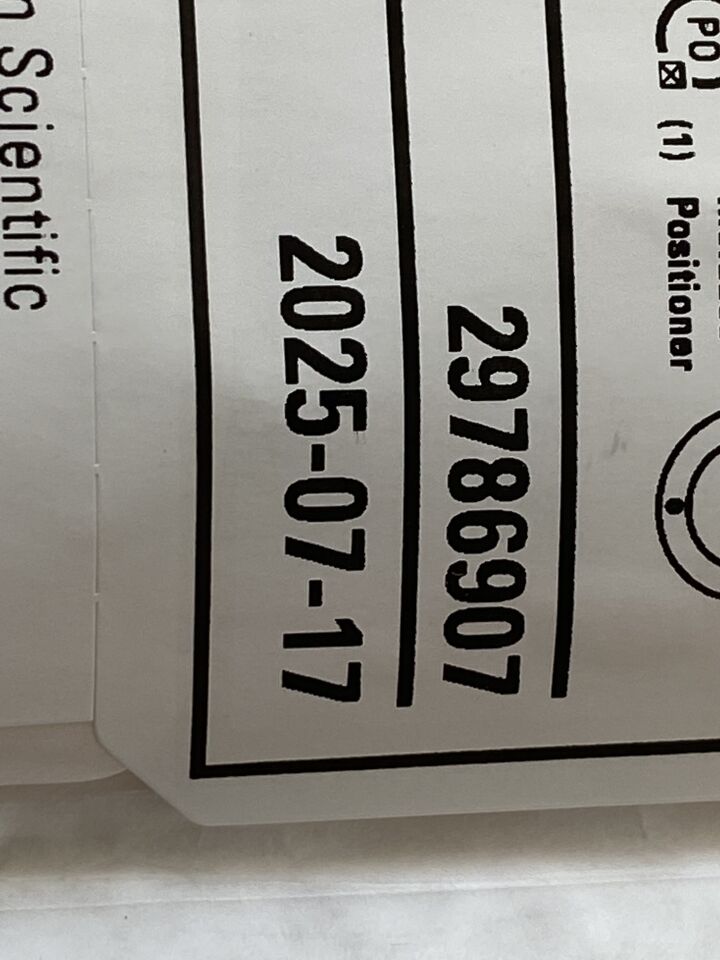 (1) Positioner
29786907
2025-07-17
Scientific